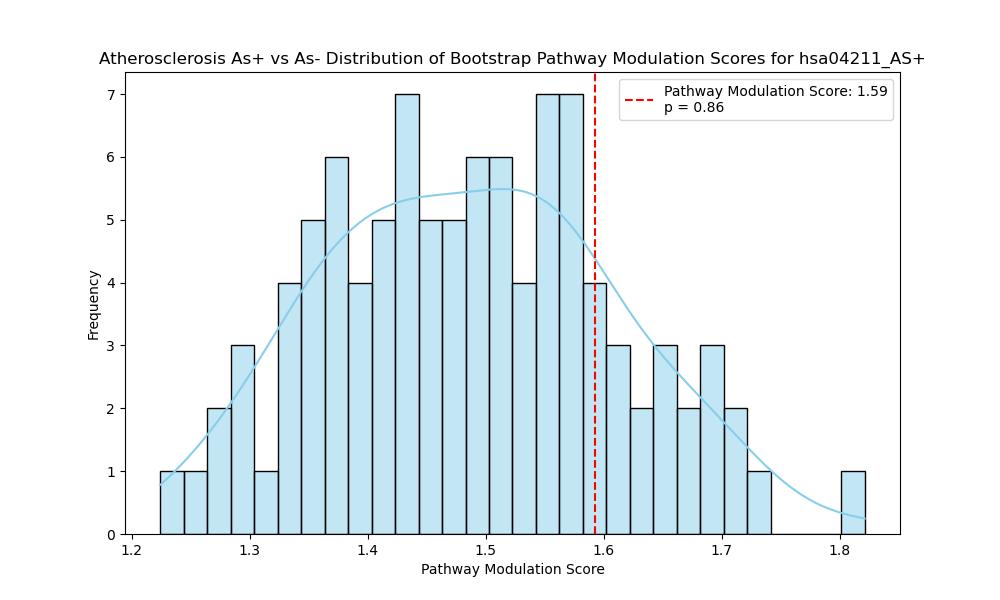 Atherosclerosis As+ vs As- Distribution of Bootstrap Pathway Modulation Scores for hsa04211_AS+
Pathway Modulation Score: 1.59
p = 0.86
7
6
5
4
3
2
1
0
Frequency
1.2 1.3 1.4 1.5 1.6 1.7 1.8
Pathway Modulation Score